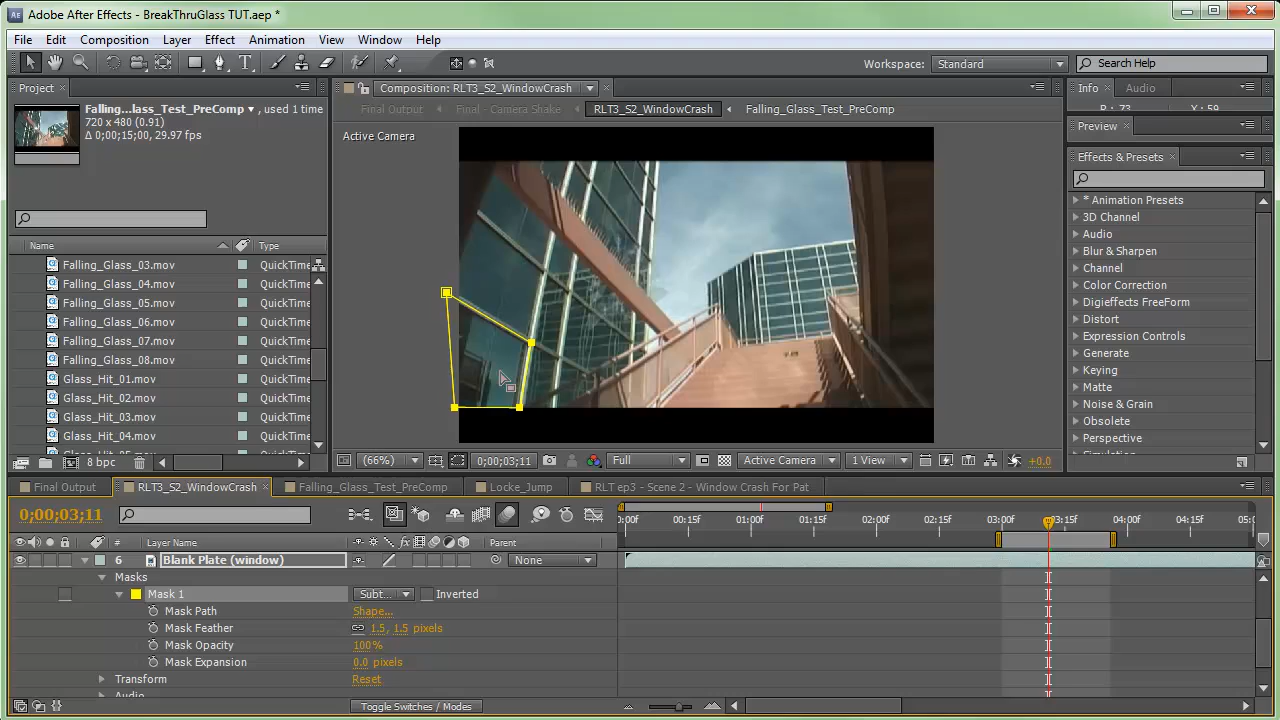 Adobe After Effects - BreakThruGlass TUT.aep *
File Edit Composition Layer Effect Animation View Window Help
Workspace: Standard Search Help
Project
Falling...lass_Test_PreComp , used 1 time
720 x 480 (0.91)
Δ 0;00;15;00, 29.97 fps
Name Type
Falling_Glass_03.mov QuickTime
Falling_Glass_04.mov QuickTime
Falling_Glass_05.mov QuickTime
Falling_Glass_06.mov QuickTime
Falling_Glass_07.mov QuickTime
Falling_Glass_08.mov QuickTime
Glass_Hit_01.mov QuickTime
Glass_Hit_02.mov QuickTime
Glass_Hit_03.mov QuickTime
Glass_Hit_04.mov QuickTime
8 bpc
Composition: RLT3_S2_WindowCrash
Final Output Final - Camera Shake RLT3_S2_WindowCrash Falling_Glass_Test_PreComp
Active Camera
(66%) 0;00;03;11 Full Active Camera 1 View +0.0
Info Audio
R : 73 Y : 59
Preview
Effects & Presets
* Animation Presets
3D Channel
Audio
Blur & Sharpen
Channel
Color Correction
Digieffects FreeForm
Distort
Expression Controls
Generate
Keying
Matte
Noise & Grain
Obsolete
Perspective
Final Output RLT3_S2_WindowCrash Falling_Glass_Test_PreComp Locke_Jump RLT ep3 - Scene 2 - Window Crash For Pat
0;00;03;11
:00f 00:15f 01:00f 01:15f 02:00f 02:15f 03:00f 03:15f 04:00f 04:15f 05:0
# Layer Name Parent
6 Blank Plate (window) None
Masks
Mask 1 Subt... Inverted
Mask Path Shape...
Mask Feather 1.5, 1.5 pixels
Mask Opacity 100%
Mask Expansion 0.0 pixels
Transform Reset
Toggle Switches / Modes